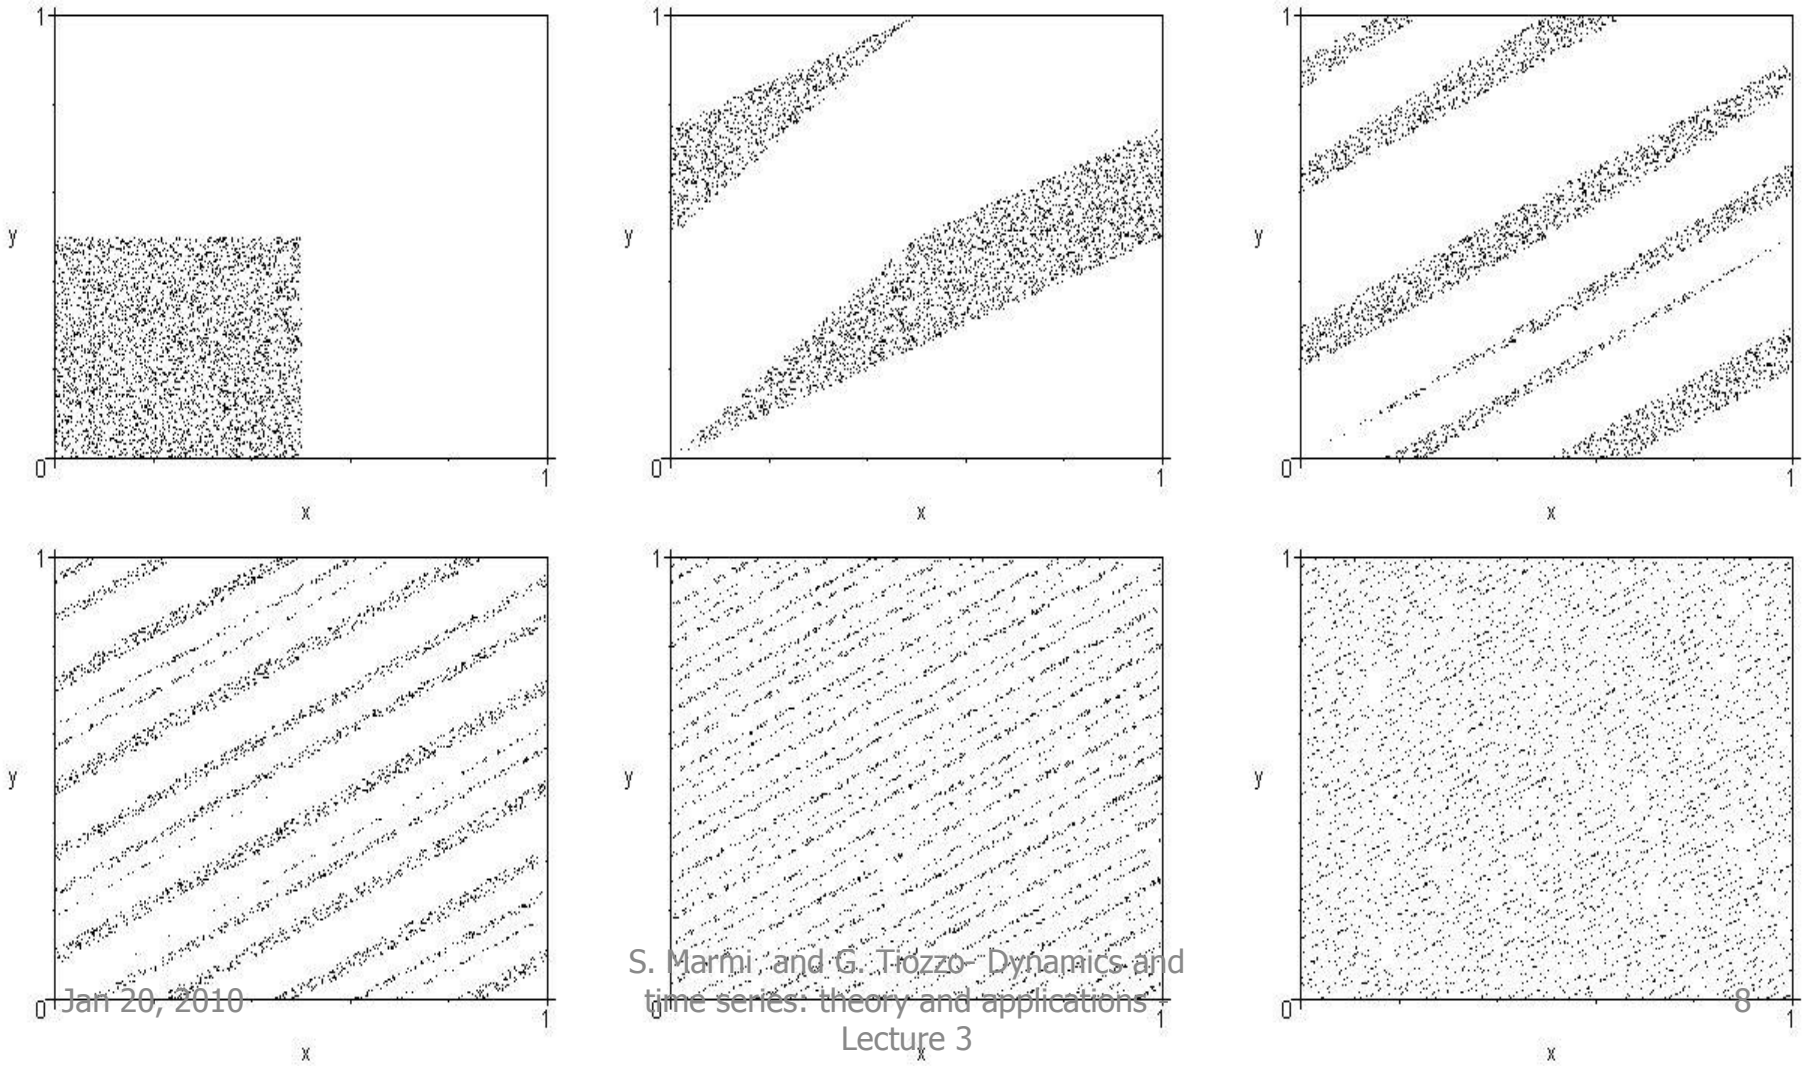 1
1
1
y
y
y
0
0
0
1
1
1
x
x
x
1
1
1
y
y
y
S. Marmi and G. Tiozzo- Dynamics and
Jan 20, 2010
time series: theory and applications
8
0
0
0
1
1
1
Lecture 3
x
x
x